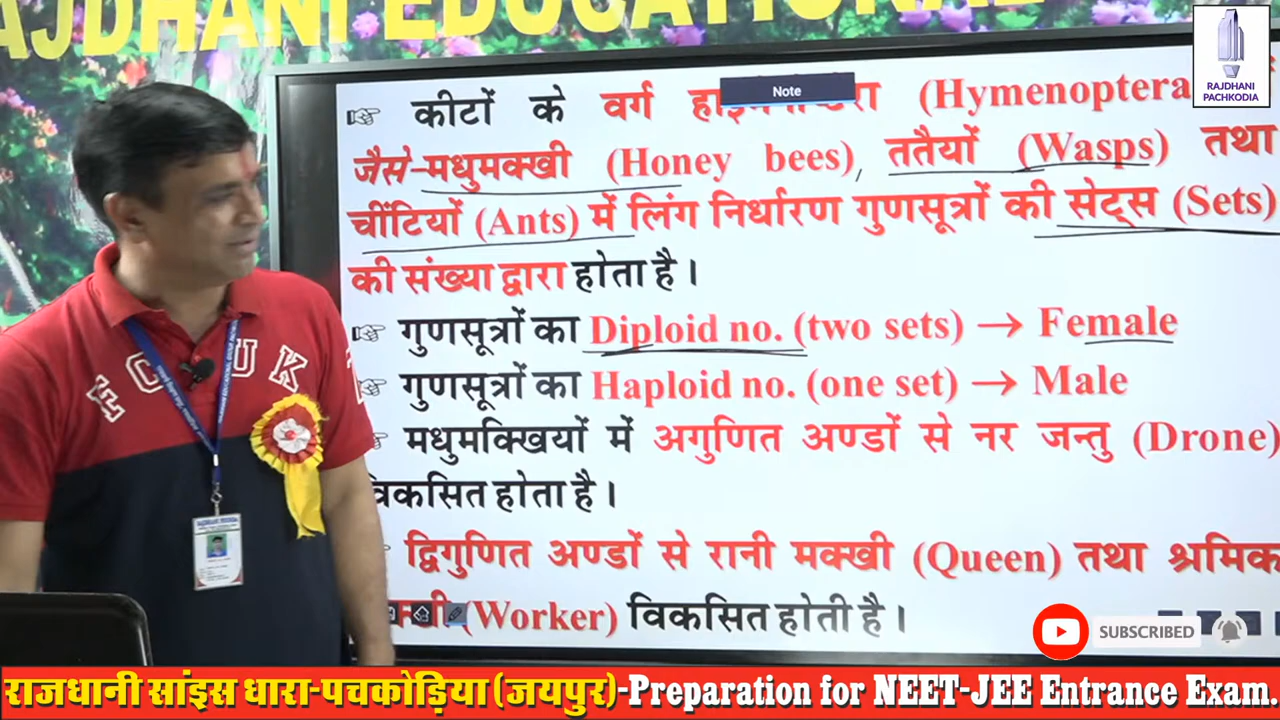 AJDHANI EDUCATIONAL
RAJDHANI
PACHKODIA
Note
☞ कीटों के वर्ग (Hymenoptera)
जैसे-मधुमक्खी (Honey bees), ततैयों (Wasps) तथा
चींटियों (Ants) में लिंग निर्धारण गुणसूत्रों की सेट्स (Sets)
की संख्या द्वारा होता है।
☞ गुणसूत्रों का Diploid no. (two sets) → Female
☞ गुणसूत्रों का Haploid no. (one set) → Male
☞ मधुमक्खियों में अगुणित अण्डों से नर जन्तु (Drone)
विकसित होता है।
द्विगुणित अण्डों से रानी मक्खी (Queen) तथा श्रमिक
(Worker) विकसित होती है।
SUBSCRIBED
राजधानी सांइस धारा-पचकोड़िया (जयपुर)-Preparation for NEET-JEE Entrance Exam.